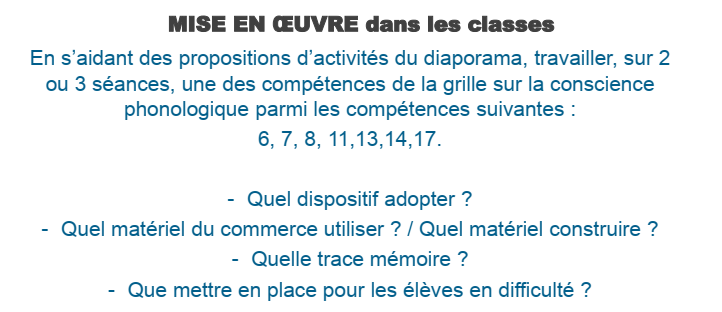 MISE EN ŒUVRE dans les classes
En s’aidant des propositions d’activités du diaporama, travailler, sur 2
ou 3 séances, une des compétences de la grille sur la conscience
phonologique parmi les compétences suivantes :
6, 7, 8, 11,13,14,17.
- Quel dispositif adopter ?
- Quel matériel du commerce utiliser ? / Quel matériel construire ?
- Quelle trace mémoire ?
- Que mettre en place pour les élèves en difficulté ?